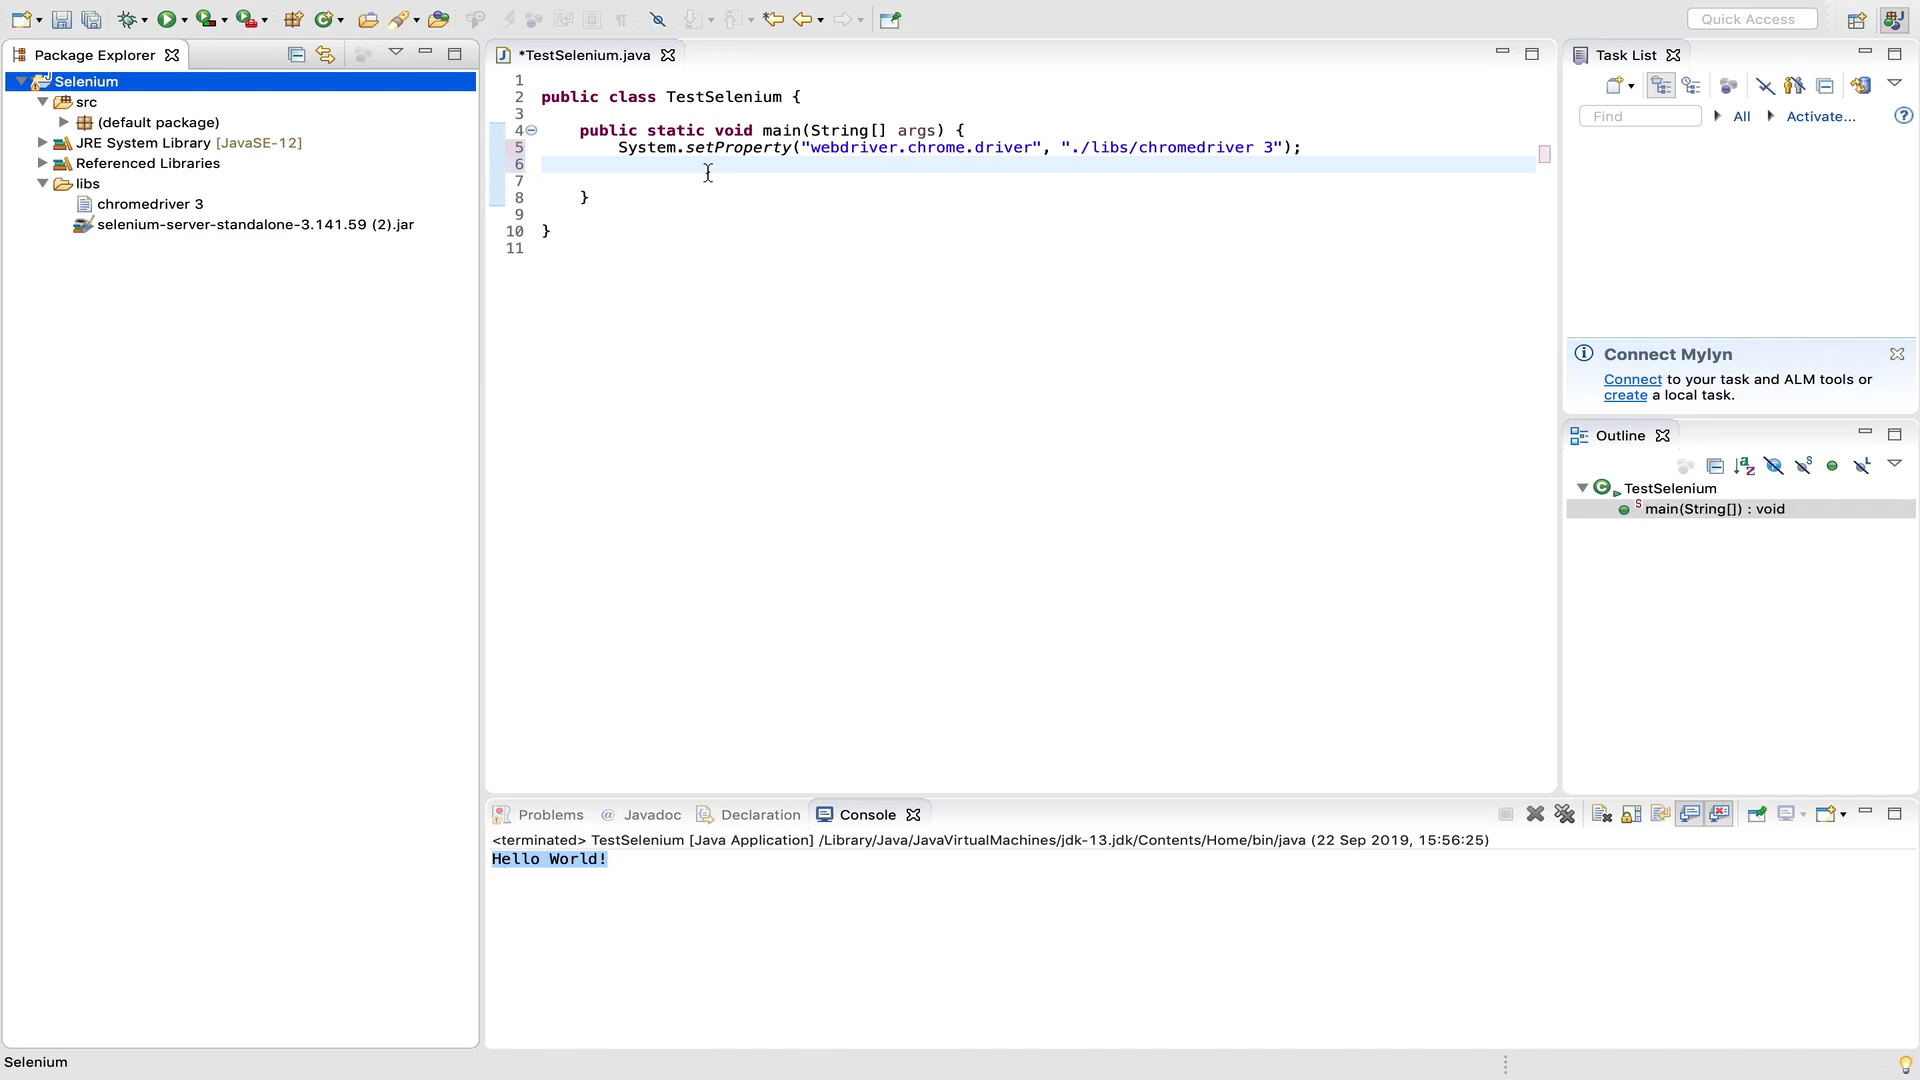 Quick Access
Package Explorer
Selenium
src
(default package)
JRE System Library [JavaSE-12]
Referenced Libraries
libs
chromedriver 3
selenium-server-standalone-3.141.59 (2).jar
*TestSelenium.java
1
2 public class TestSelenium {
3
4 public static void main(String[] args) {
5 System.setProperty("webdriver.chrome.driver", "./libs/chromedriver 3");
6
7
8 }
9
10 }
11
Task List
Find
All
Activate...
Connect Mylyn
Connect to your task and ALM tools or
create a local task.
Outline
TestSelenium
main(String[]) : void
Problems
Javadoc
Declaration
Console
<terminated> TestSelenium [Java Application] /Library/Java/JavaVirtualMachines/jdk-13.jdk/Contents/Home/bin/java (22 Sep 2019, 15:56:25)
Hello World!
Selenium